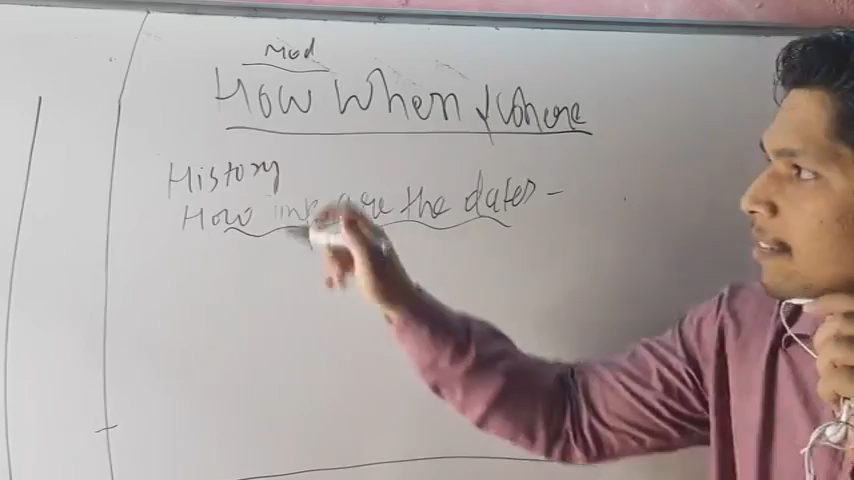 Mod
How When & Where
History
How imp are the dates -